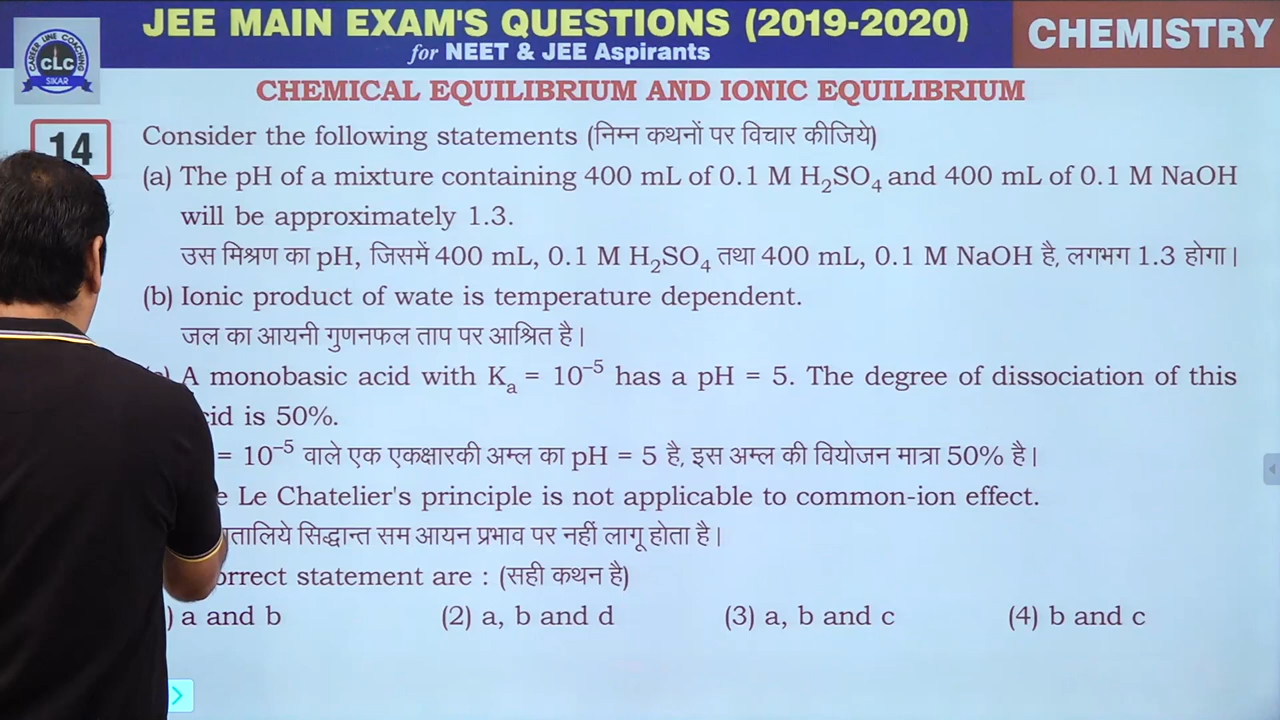 JEE MAIN EXAM'S QUESTIONS (2019-2020)
for NEET & JEE Aspirants
CHEMISTRY
CAREER LINE COACHING
CLC
SIKAR
CHEMICAL EQUILIBRIUM AND IONIC EQUILIBRIUM
14
Consider the following statements (निम्न कथनों पर विचार कीजिये)
(a) The pH of a mixture containing 400 mL of 0.1 M H₂SO₄ and 400 mL of 0.1 M NaOH
will be approximately 1.3.
उस मिश्रण का pH, जिसमें 400 mL, 0.1 M H₂SO₄ तथा 400 mL, 0.1 M NaOH है, लगभग 1.3 होगा।
(b) Ionic product of wate is temperature dependent.
जल का आयनी गुणनफल ताप पर आश्रित है।
A monobasic acid with Kₐ = 10⁻⁵ has a pH = 5. The degree of dissociation of this
is 50%.
= 10⁻⁵ वाले एक एकक्षारकी अम्ल का pH = 5 है, इस अम्ल की वियोजन मात्रा 50% है।
Le Chatelier's principle is not applicable to common-ion effect.
सिद्धान्त सम आयन प्रभाव पर नहीं लागू होता है।
statement are : (सही कथन है)
) a and b
(2) a, b and d
(3) a, b and c
(4) b and c